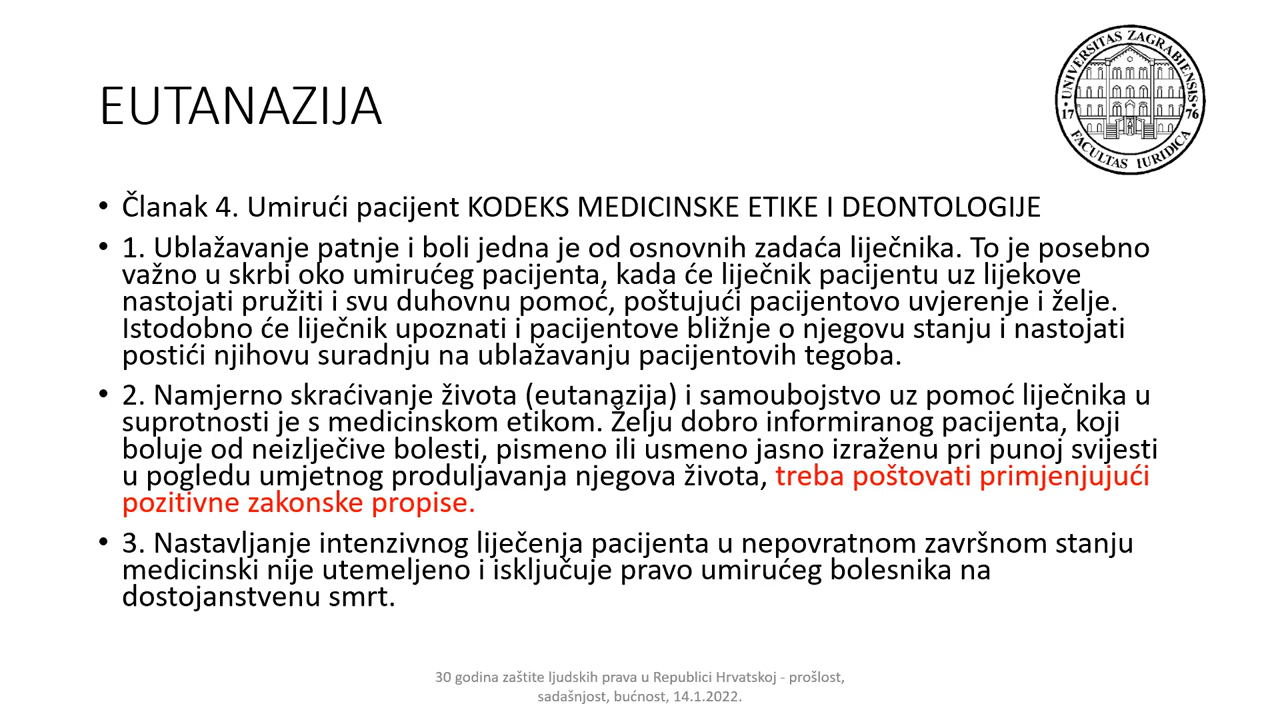 EUTANAZIJA
UNIVERSITAS ZAGRABIENSIS
17 76
FACULTAS IURIDICA
• Članak 4. Umirući pacijent KODEKS MEDICINSKE ETIKE I DEONTOLOGIJE
• 1. Ublažavanje patnje i boli jedna je od osnovnih zadaća liječnika. To je posebno
važno u skrbi oko umirućeg pacijenta, kada će liječnik pacijentu uz lijekove
nastojati pružiti i svu duhovnu pomoć, poštujući pacijentovo uvjerenje i želje.
Istodobno će liječnik upoznati i pacijentove bližnje o njegovu stanju i nastojati
postići njihovu suradnju na ublažavanju pacijentovih tegoba.
• 2. Namjerno skraćivanje života (eutanazija) i samoubojstvo uz pomoć liječnika u
suprotnosti je s medicinskom etikom. Želju dobro informiranog pacijenta, koji
boluje od neizlječive bolesti, pismeno ili usmeno jasno izraženu pri punoj svijesti
u pogledu umjetnog produljavanja njegova života, treba poštovati primjenjujući
pozitivne zakonske propise.
• 3. Nastavljanje intenzivnog liječenja pacijenta u nepovratnom završnom stanju
medicinski nije utemeljeno i isključuje pravo umirućeg bolesnika na
dostojanstvenu smrt.
30 godina zaštite ljudskih prava u Republici Hrvatskoj - prošlost,
sadašnjost, bućnost, 14.1.2022.